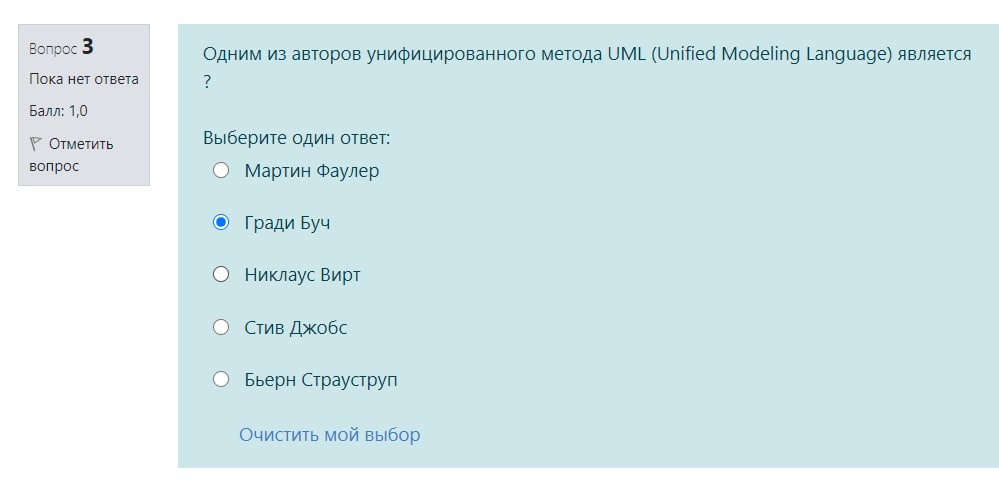 Вопрос 3
Пока нет ответа
Балл: 1,0
Отметить
вопрос
Одним из авторов унифицированного метода UML (Unified Modeling Language) является
?
Выберите один ответ:
Мартин Фаулер
Гради Буч
Никлаус Вирт
Стив Джобс
Бьерн Страуструп
Очистить мой выбор